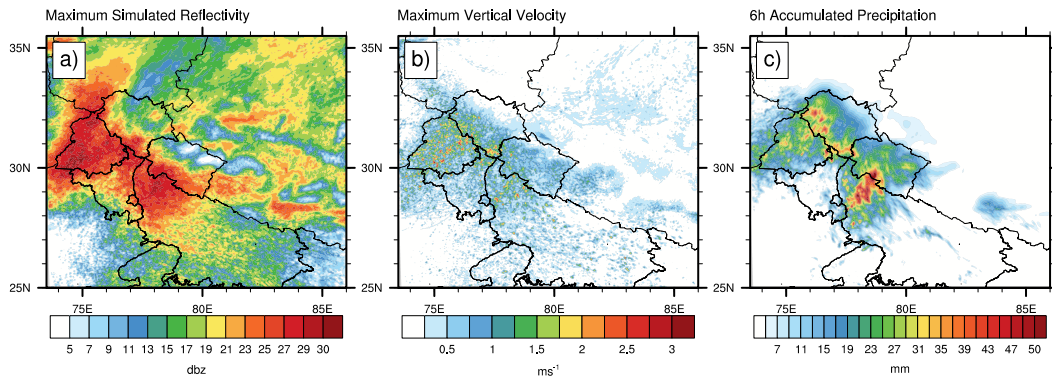 Maximum Simulated Reflectivity
Maximum Vertical Velocity
6h Accumulated Precipitation
a)
b)
c)
35N
30N
25N
75E 80E 85E
35N
30N
25N
75E 80E 85E
35N
30N
25N
75E 80E 85E
5 7 9 11 13 15 17 19 21 23 25 27 29 30
dbz
0,5 1 1,5 2 2,5 3
ms⁻¹
7 11 15 19 23 27 31 35 39 43 47 50
mm